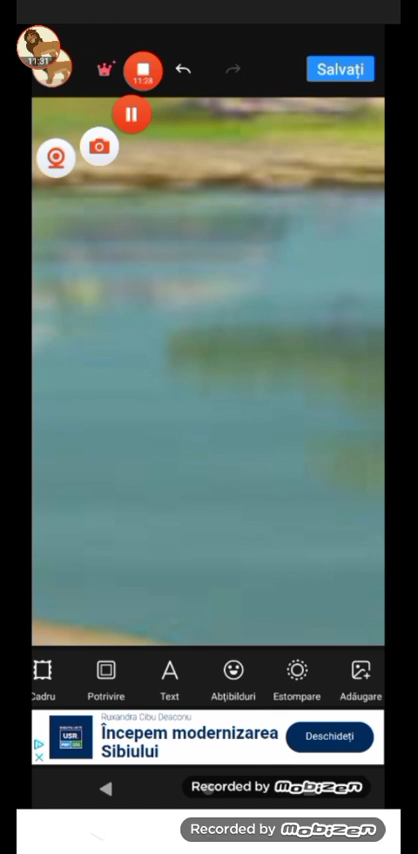 11:31
11:28
Salvați
Cadru
Potrivire
Text
Abțibilduri
Estompare
Adăugare
Ruxandra Cibu Deaconu
Începem modernizarea
Sibiului
USR
Deschideți
Recorded by mobizen
Recorded by mobizen